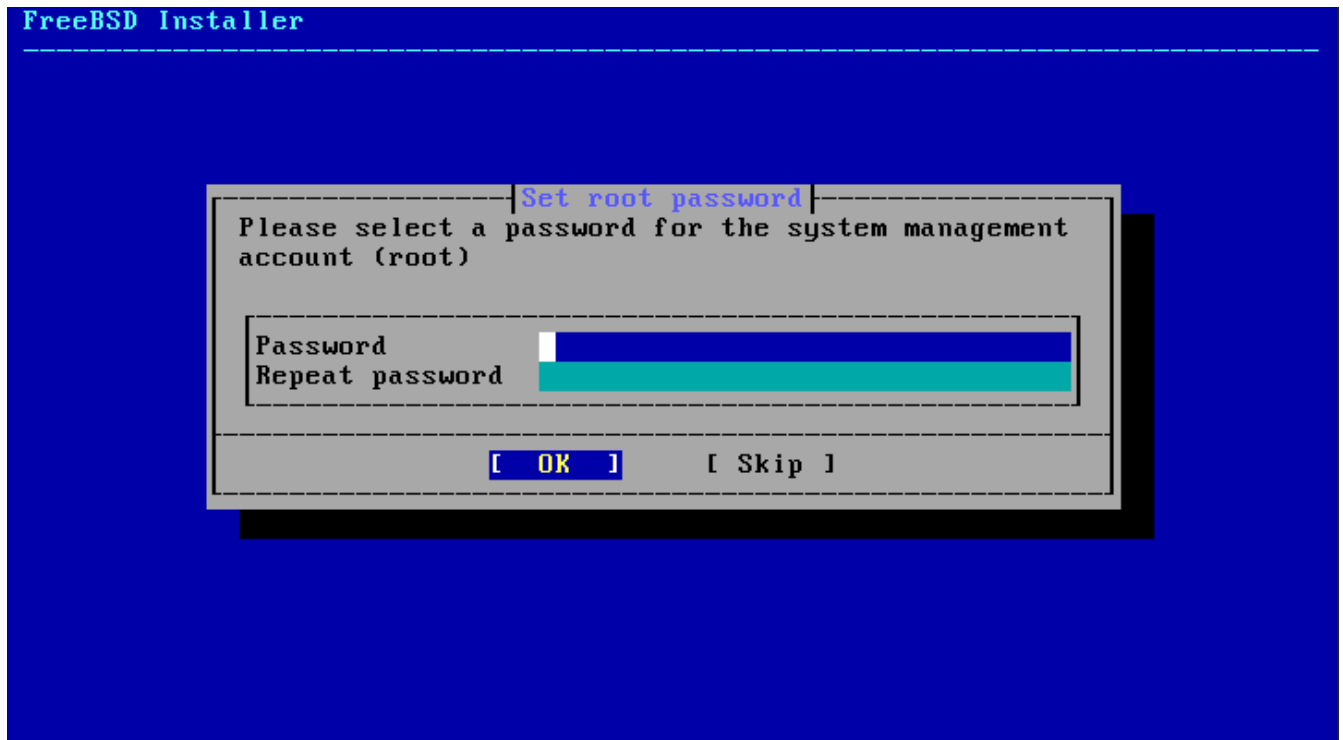 FreeBSD Installer
Set root password
Please select a password for the system management
account (root)
Password
Repeat password
[ OK ] [ Skip ]